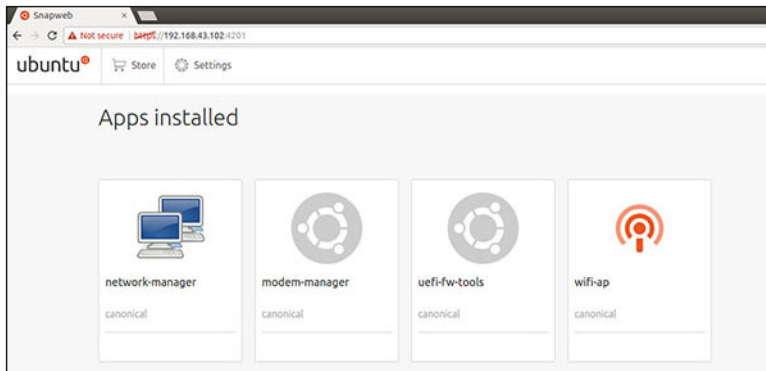 Snapweb
Not secure | https://192.168.43.102:4201
ubuntu Store Settings
Apps installed
network-manager modem-manager uefi-fw-tools wifi-ap
canonical canonical canonical canonical